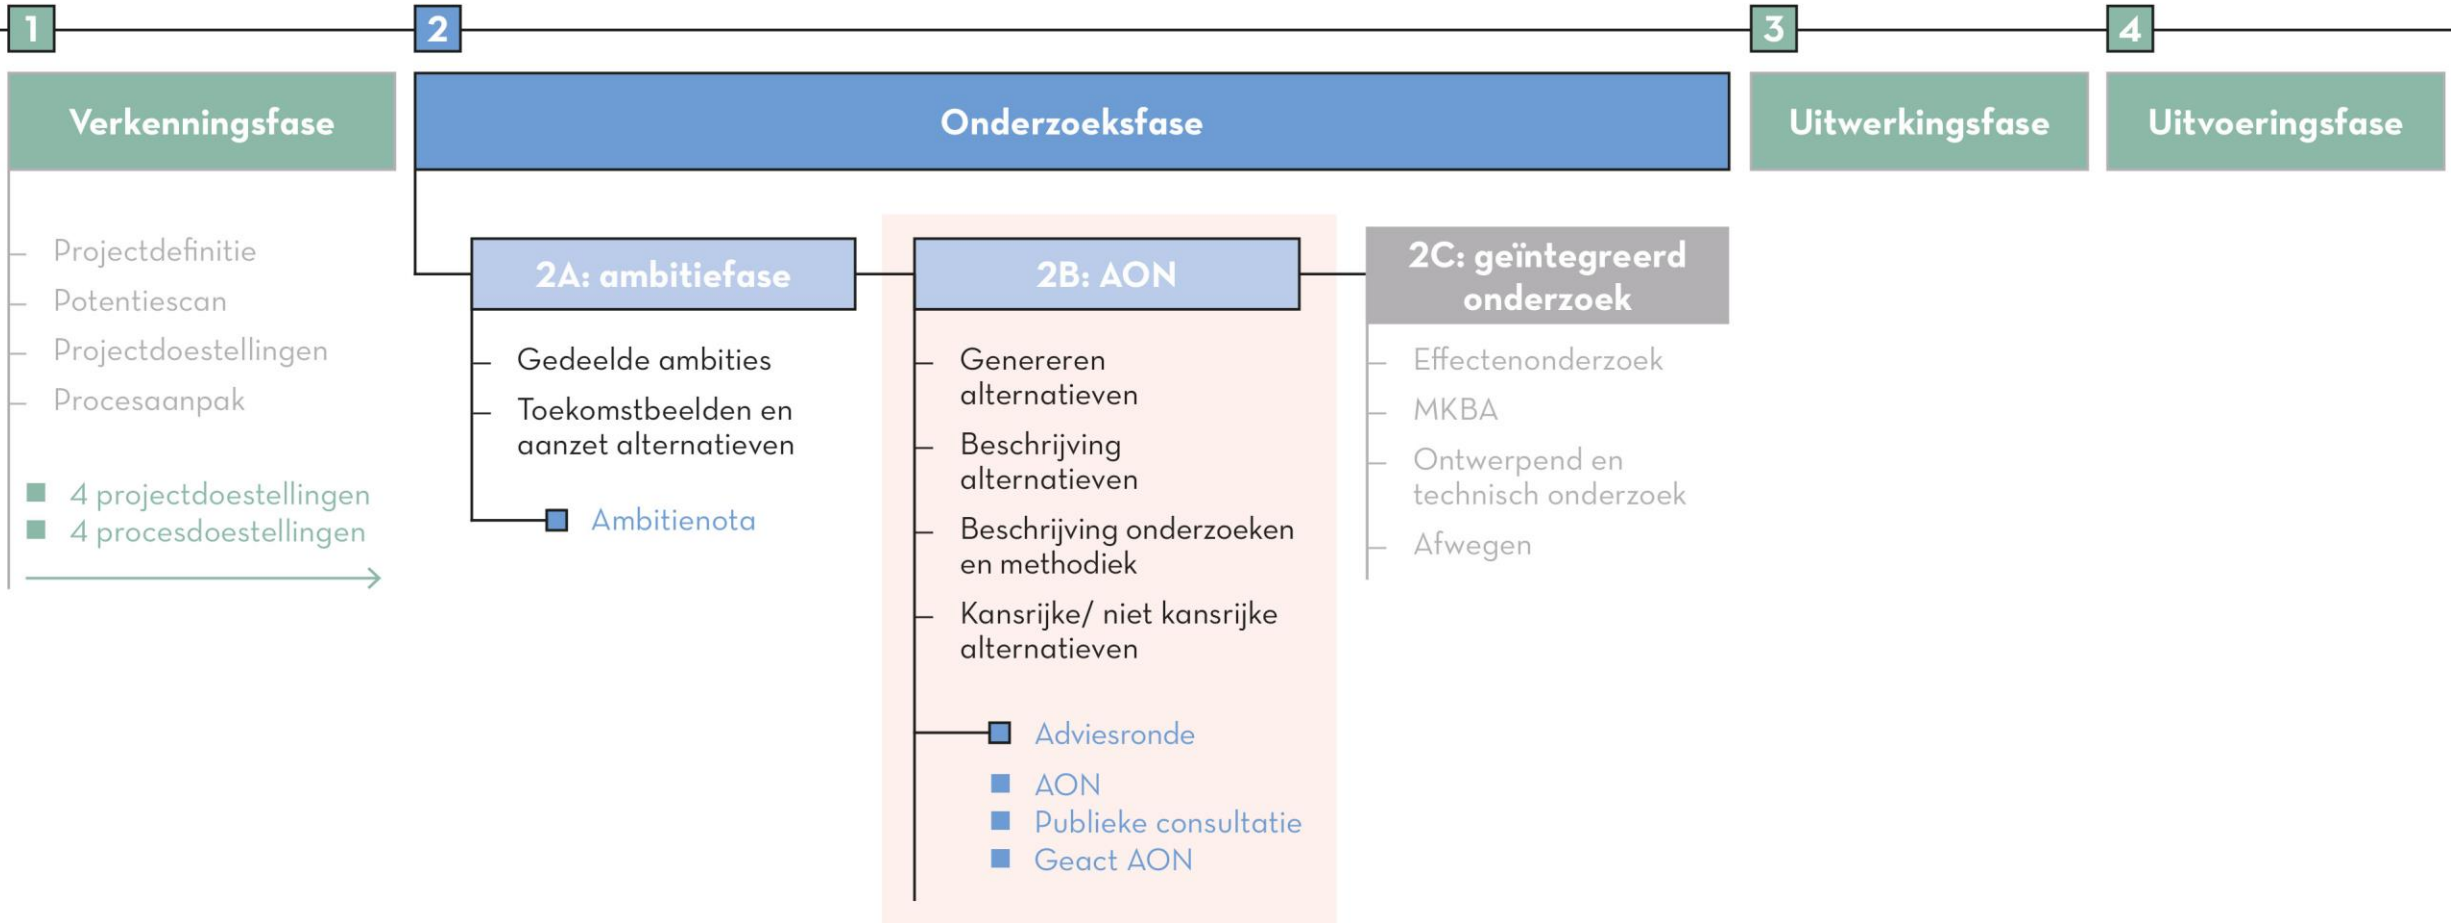 1
2
3
4
Verkenningsfase
Onderzoeksfase
Uitwerkingsfase
Uitvoeringsfase
Projectdefinitie
Potentiescan
Projectdoestellingen
Procesaanpak
4 projectdoestellingen
4 procesdoestellingen
2A: ambitiefase
Gedeelde ambities
Toekomstbeelden en
aanzet alternatieven
Ambitienota
2B: AON
Genereren
alternatieven
Beschrijving
alternatieven
Beschrijving onderzoeken
en methodiek
Kansrijke/ niet kansrijke
alternatieven
Adviesronde
AON
Publieke consultatie
Geact AON
2C: geïntegreerd
onderzoek
Effectenonderzoek
MKBA
Ontwerpend en
technisch onderzoek
Afwegen